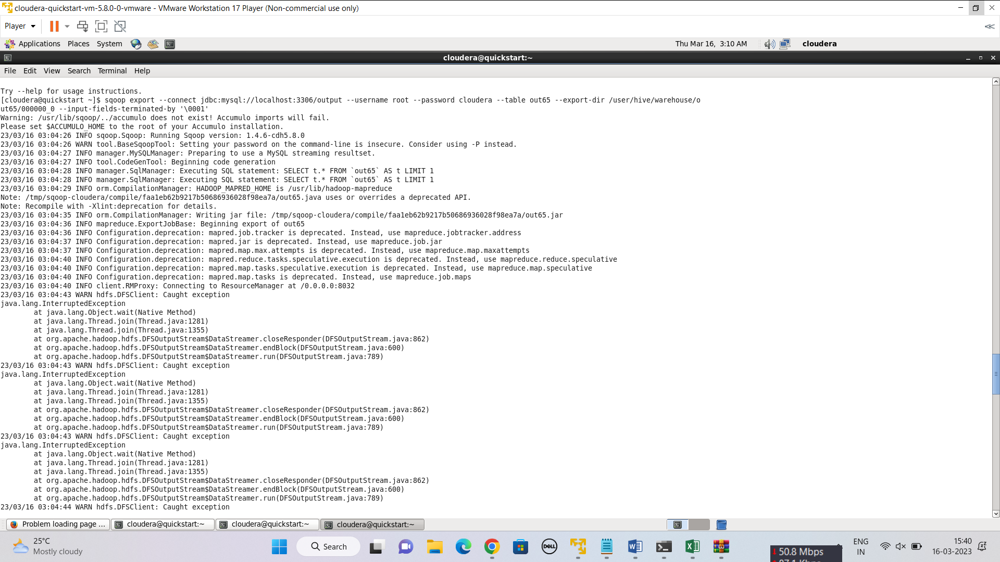 cloudera-quickstart-vm-5.8.0-0-vmware - VMware Workstation 17 Player (Non-commercial use only)
Player
Applications Places System Thu Mar 16, 3:10 AM cloudera
cloudera@quickstart:~
File Edit View Search Terminal Help
Try --help for usage instructions.
[cloudera@quickstart ~]$ sqoop export --connect jdbc:mysql://localhost:3306/output --username root --password cloudera --table out65 --export-dir /user/hive/warehouse/o
ut65/000000_0 --input-fields-terminated-by '\0001'
Warning: /usr/lib/sqoop/../accumulo does not exist! Accumulo imports will fail.
Please set $ACCUMULO_HOME to the root of your Accumulo installation.
23/03/16 03:04:26 INFO sqoop.Sqoop: Running Sqoop version: 1.4.6-cdh5.8.0
23/03/16 03:04:26 WARN tool.BaseSqoopTool: Setting your password on the command-line is insecure. Consider using -P instead.
23/03/16 03:04:27 INFO manager.MySQLManager: Preparing to use a MySQL streaming resultset.
23/03/16 03:04:27 INFO tool.CodeGenTool: Beginning code generation
23/03/16 03:04:28 INFO manager.SqlManager: Executing SQL statement: SELECT t.* FROM `out65` AS t LIMIT 1
23/03/16 03:04:28 INFO manager.SqlManager: Executing SQL statement: SELECT t.* FROM `out65` AS t LIMIT 1
23/03/16 03:04:29 INFO orm.CompilationManager: HADOOP_MAPRED_HOME is /usr/lib/hadoop-mapreduce
Note: /tmp/sqoop-cloudera/compile/faa1eb62b9217b50686936028f98ea7a/out65.java uses or overrides a deprecated API.
Note: Recompile with -Xlint:deprecation for details.
23/03/16 03:04:35 INFO orm.CompilationManager: Writing jar file: /tmp/sqoop-cloudera/compile/faa1eb62b9217b50686936028f98ea7a/out65.jar
23/03/16 03:04:36 INFO mapreduce.ExportJobBase: Beginning export of out65
23/03/16 03:04:36 INFO Configuration.deprecation: mapred.job.tracker is deprecated. Instead, use mapreduce.jobtracker.address
23/03/16 03:04:37 INFO Configuration.deprecation: mapred.jar is deprecated. Instead, use mapreduce.job.jar
23/03/16 03:04:37 INFO Configuration.deprecation: mapred.map.max.attempts is deprecated. Instead, use mapreduce.map.maxattempts
23/03/16 03:04:40 INFO Configuration.deprecation: mapred.reduce.tasks.speculative.execution is deprecated. Instead, use mapreduce.reduce.speculative
23/03/16 03:04:40 INFO Configuration.deprecation: mapred.map.tasks.speculative.execution is deprecated. Instead, use mapreduce.map.speculative
23/03/16 03:04:40 INFO Configuration.deprecation: mapred.map.tasks is deprecated. Instead, use mapreduce.job.maps
23/03/16 03:04:40 INFO client.RMProxy: Connecting to ResourceManager at /0.0.0.0:8032
23/03/16 03:04:43 WARN hdfs.DFSClient: Caught exception
java.lang.InterruptedException
at java.lang.Object.wait(Native Method)
at java.lang.Thread.join(Thread.java:1281)
at java.lang.Thread.join(Thread.java:1355)
at org.apache.hadoop.hdfs.DFSOutputStream$DataStreamer.closeResponder(DFSOutputStream.java:862)
at org.apache.hadoop.hdfs.DFSOutputStream$DataStreamer.endBlock(DFSOutputStream.java:600)
at org.apache.hadoop.hdfs.DFSOutputStream$DataStreamer.run(DFSOutputStream.java:789)
23/03/16 03:04:43 WARN hdfs.DFSClient: Caught exception
java.lang.InterruptedException
at java.lang.Object.wait(Native Method)
at java.lang.Thread.join(Thread.java:1281)
at java.lang.Thread.join(Thread.java:1355)
at org.apache.hadoop.hdfs.DFSOutputStream$DataStreamer.closeResponder(DFSOutputStream.java:862)
at org.apache.hadoop.hdfs.DFSOutputStream$DataStreamer.endBlock(DFSOutputStream.java:600)
at org.apache.hadoop.hdfs.DFSOutputStream$DataStreamer.run(DFSOutputStream.java:789)
23/03/16 03:04:43 WARN hdfs.DFSClient: Caught exception
java.lang.InterruptedException
at java.lang.Object.wait(Native Method)
at java.lang.Thread.join(Thread.java:1281)
at java.lang.Thread.join(Thread.java:1355)
at org.apache.hadoop.hdfs.DFSOutputStream$DataStreamer.closeResponder(DFSOutputStream.java:862)
at org.apache.hadoop.hdfs.DFSOutputStream$DataStreamer.endBlock(DFSOutputStream.java:600)
at org.apache.hadoop.hdfs.DFSOutputStream$DataStreamer.run(DFSOutputStream.java:789)
23/03/16 03:04:44 WARN hdfs.DFSClient: Caught exception
Problem loading page ... cloudera@quickstart:~ cloudera@quickstart:~ cloudera@quickstart:~
25°C
Mostly cloudy
Search
DELL
50.8 Mbps
ENG
IN
15:40
16-03-2023